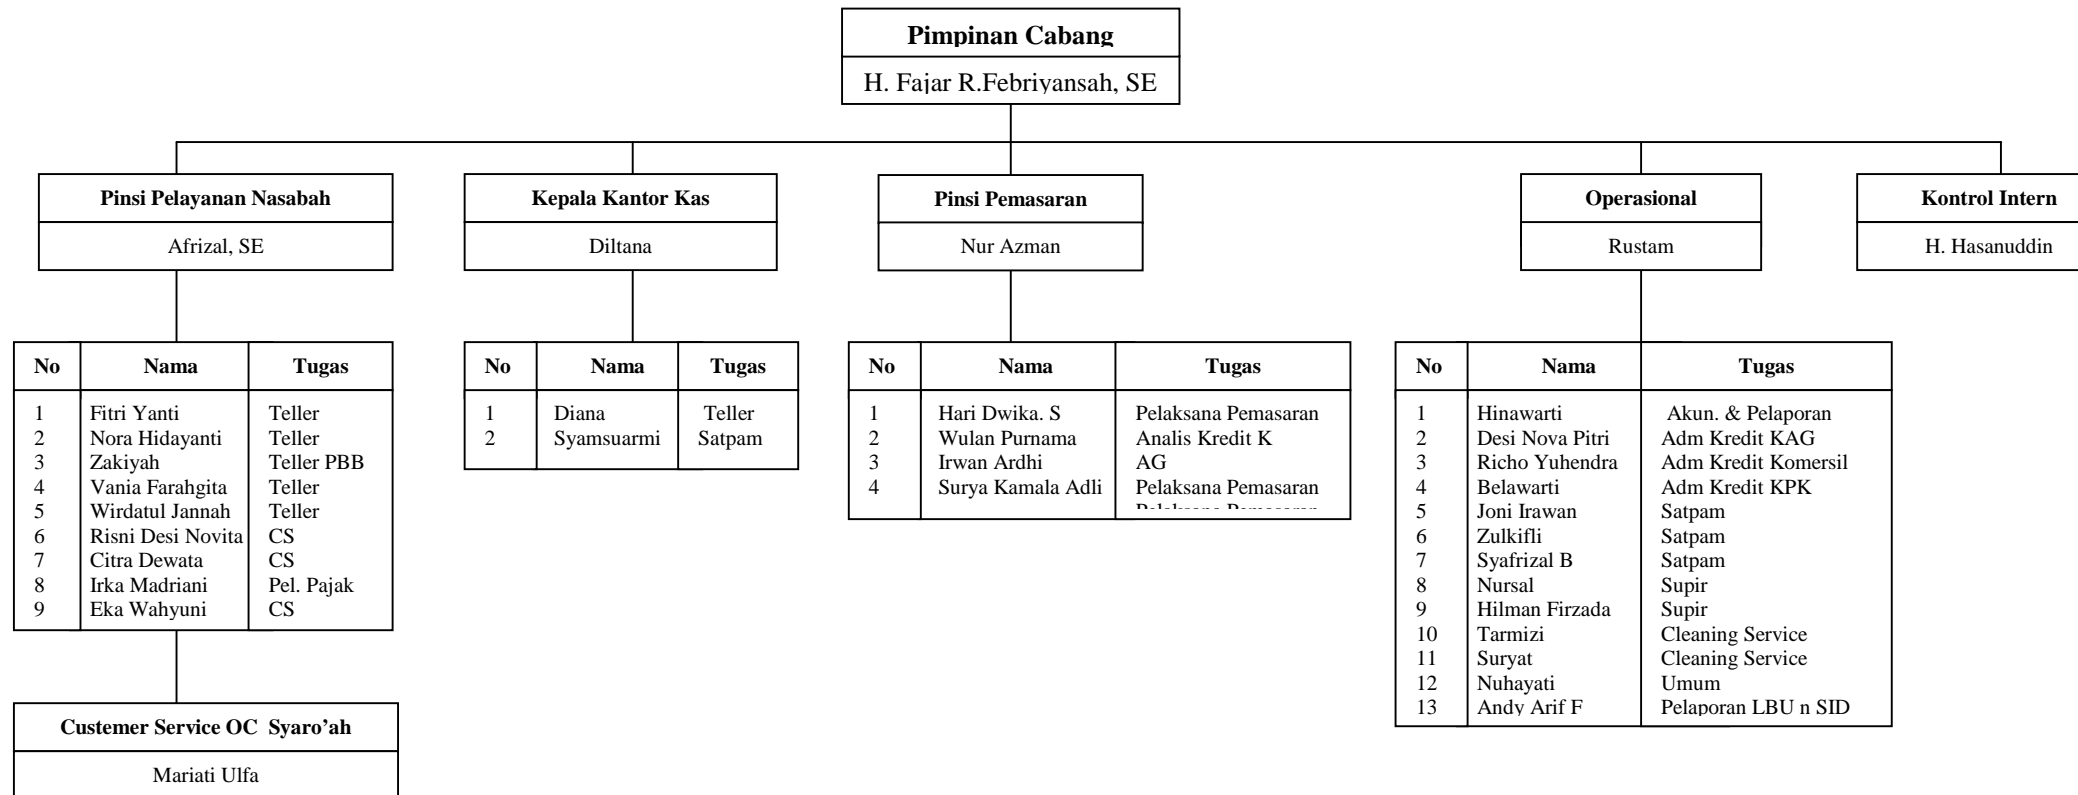 Pimpinan Cabang
H. Fajar R.Febriyansah, SE
Pinsi Pelayanan Nasabah
Afrizal, SE
Kepala Kantor Kas
Diltana
Pinsi Pemasaran
Nur Azman
Operasional
Rustam
Kontrol Intern
H. Hasanuddin
No Nama Tugas
1 Fitri Yanti Teller
2 Nora Hidayanti Teller
3 Zakiyah Teller PBB
4 Vania Farahgita Teller
5 Wirdatul Jannah Teller
6 Risni Desi Novita CS
7 Citra Dewata CS
8 Irka Madriani Pel. Pajak
9 Eka Wahyuni CS
Custemer Service OC Syaro’ah
Mariati Ulfa
No Nama Tugas
1 Diana Teller
2 Syamsuarmi Satpam
No Nama Tugas
1 Hari Dwika. S Pelaksana Pemasaran
2 Wulan Purnama Analis Kredit K
3 Irwan Ardhi AG
4 Surya Kamala Adli Pelaksana Pemasaran
Pelaksana Pemasaran
No Nama Tugas
1 Hinawarti Akun. & Pelaporan
2 Desi Nova Pitri Adm Kredit KAG
3 Richo Yuhendra Adm Kredit Komersil
4 Belawarti Adm Kredit KPK
5 Joni Irawan Satpam
6 Zulkifli Satpam
7 Syafrizal B Satpam
8 Nursal Supir
9 Hilman Firzada Supir
10 Tarmizi Cleaning Service
11 Suryat Cleaning Service
12 Nuhayati Umum
13 Andy Arif F Pelaporan LBU n SID